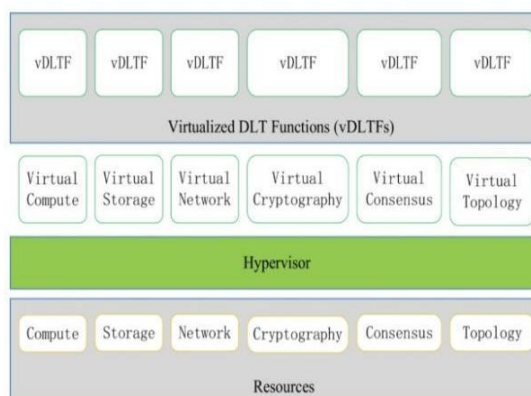 vDLTF vDLTF vDLTF vDLTF vDLTF vDLTF
Virtualized DLT Functions (vDLTFs)
Virtual Virtual Virtual Virtual Virtual Virtual
Compute Storage Network Cryptography Consensus Topology
Hypervisor
Compute Storage Network Cryptography Consensus Topology
Resources